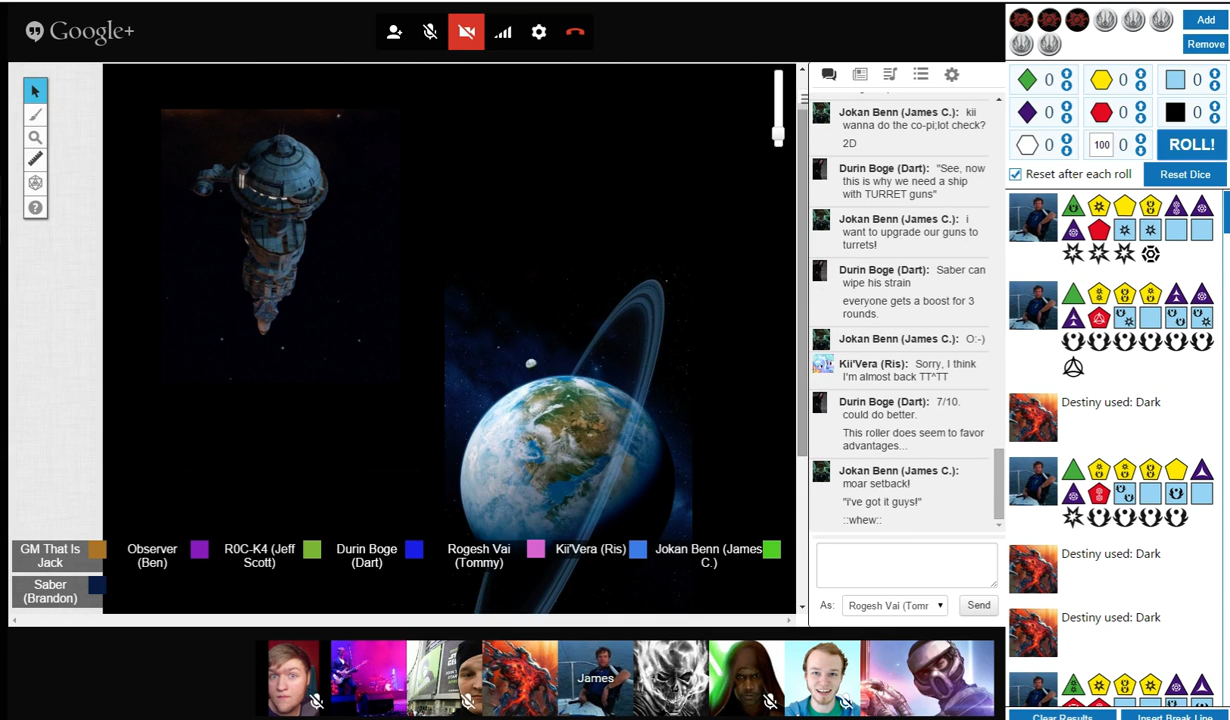 Google+
Add
Remove
0
0
0
0
0
0
0
100
0
ROLL!
Reset after each roll
Reset Dice
Jokan Benn (James C.): kii
wanna do the co-pi;lot check?
2D
Durin Boge (Dart): "See, now
this is why we need a ship
with TURRET guns"
Jokan Benn (James C.): i
want to upgrade our guns to
turrets!
Durin Boge (Dart): Saber can
wipe his strain
everyone gets a boost for 3
rounds.
Jokan Benn (James C.): O:-)
Kii'Vera (Ris): Sorry, I think
I'm almost back TT^TT
Durin Boge (Dart): 7/10.
could do better.
This roller does seem to favor
advantages...
Jokan Benn (James C.):
moar setback!
"i've got it guys!"
::whew::
As:
Rogesh Vai (Tomr
Send
Destiny used: Dark
Destiny used: Dark
Destiny used: Dark
GM That Is
Jack
Observer
(Ben)
R0C-K4 (Jeff
Scott)
Durin Boge
(Dart)
Rogesh Vai
(Tommy)
Kii'Vera (Ris)
Jokan Benn (James
C.)
Saber
(Brandon)
James
Clear Results
Insert Break Line